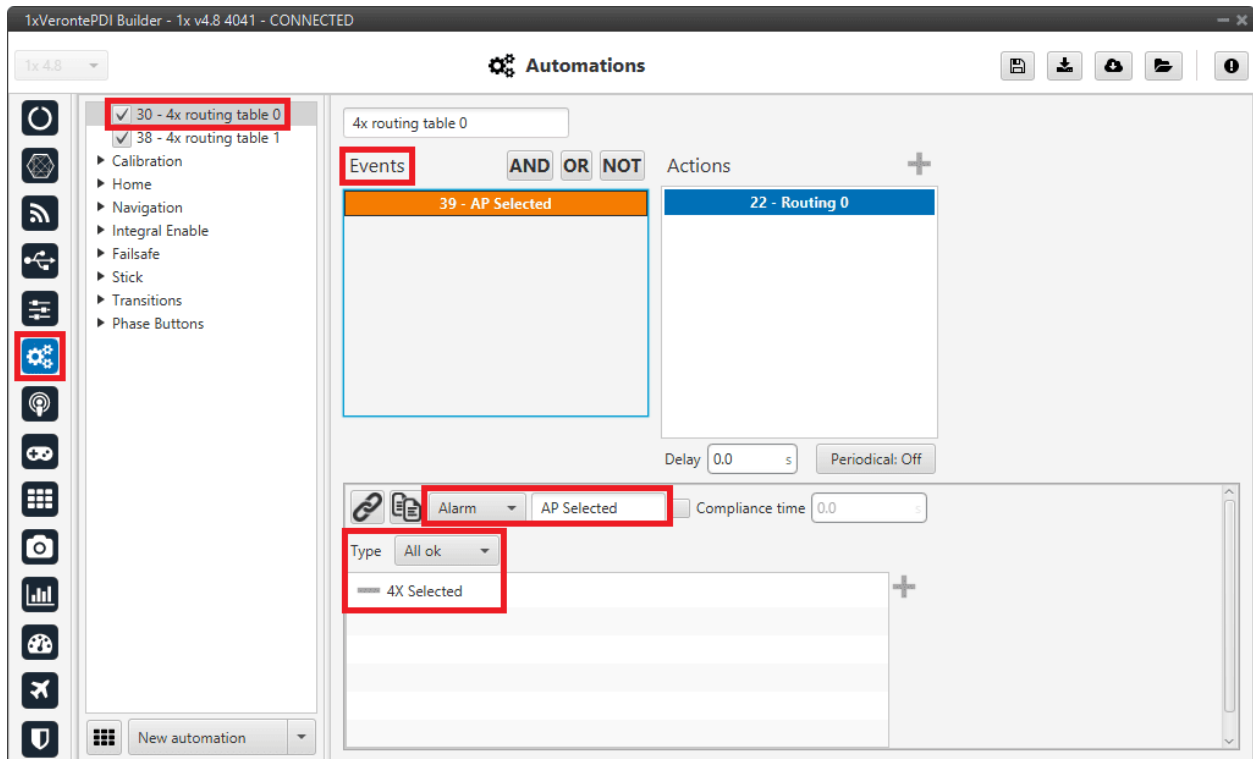 1xVerontePDI Builder - 1x v4.8 4041 - CONNECTED
1x 4.8
Automations
30 - 4x routing table 0
38 - 4x routing table 1
Calibration
Home
Navigation
Integral Enable
Failsafe
Stick
Transitions
Phase Buttons
New automation
4x routing table 0
Events AND OR NOT Actions
39 - AP Selected
22 - Routing 0
Delay 0.0 s Periodical: Off
Alarm AP Selected Compliance time 0.0 s
Type All ok
4X Selected